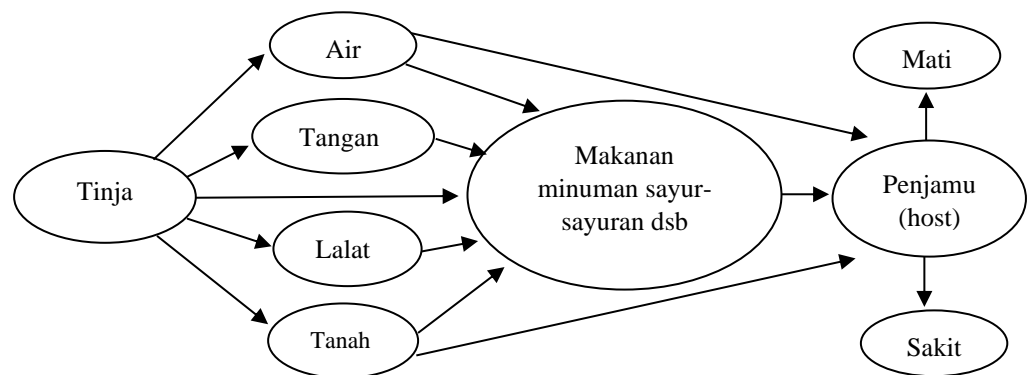 Air
Mati
Tangan
Makanan
minuman sayur-
sayuran dsb
Tinja
Penjamu
(host)
Lalat
Tanah
Sakit